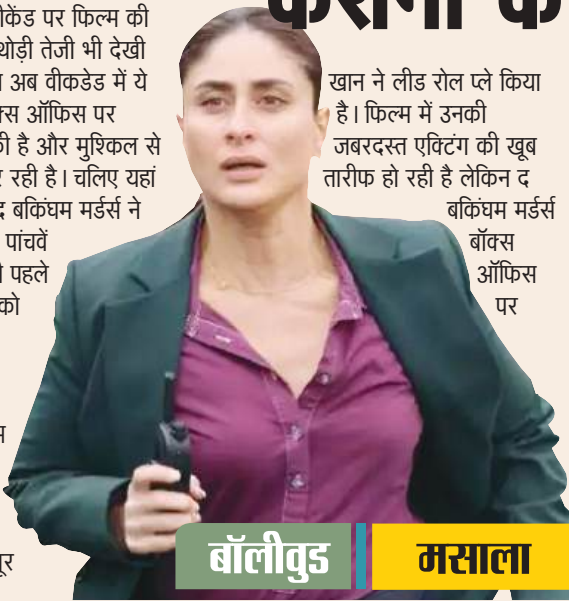 करीना क
केंड पर फिल्म की
थोड़ी तेजी भी देखी
अब वीकडेड में ये
क्स ऑफिस पर
की है और मुश्किल से
रही है। चलिए यहां
द बकिंघम मर्डर्स ने
पांचवें
पहले
को
खान ने लीड रोल प्ले किया
है। फिल्म में उनकी
जबरदस्त एक्टिंग की खूब
तारीफ हो रही है लेकिन द
बकिंघम मर्डर्स
बॉक्स
ऑफिस
पर
बॉलीवुड मसाला